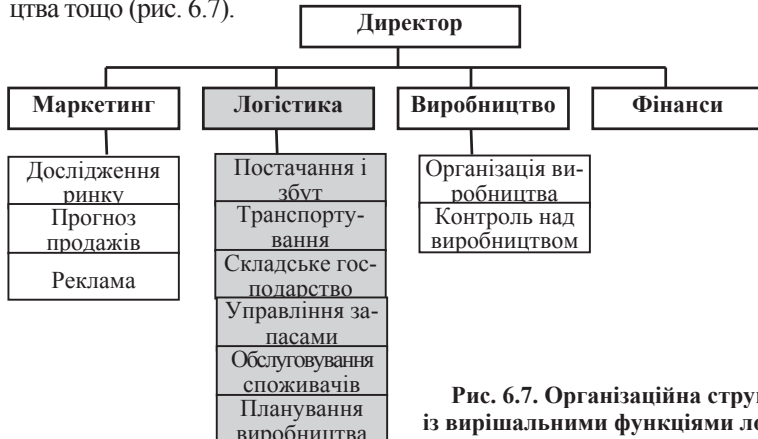 цтва тощо (рис. 6.7).
Директор
Маркетинг
Логістика
Виробництво
Фінанси
Дослідження
ринку
Прогноз
продажів
Реклама
Постачання і
збут
Транспорту-
вання
Складське гос-
подарство
Управління за-
пасами
Обслуговування
споживачів
Планування
виробництва
Організація ви-
робництва
Контроль над
виробництвом
Рис. 6.7. Організаційна
із вирішальними функціями